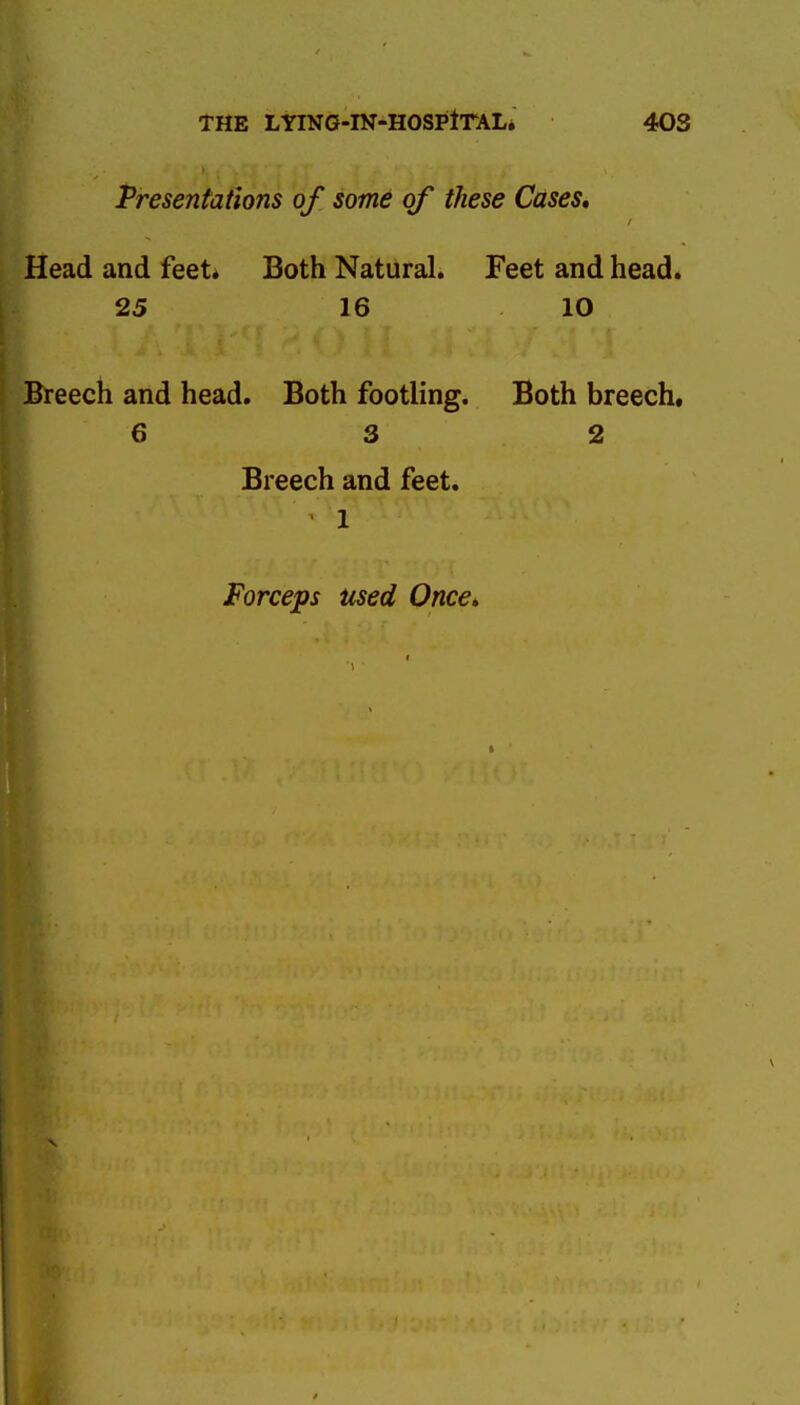 THE LYING-IN-HOSPITAL. 403
Presentations of some of these Cases.
Head and feet. Both Natural. Feet and head.
25 16 10
Breech and head. Both footling. Both breech.
6 3 2
Breech and feet.
1
Forceps used Once.